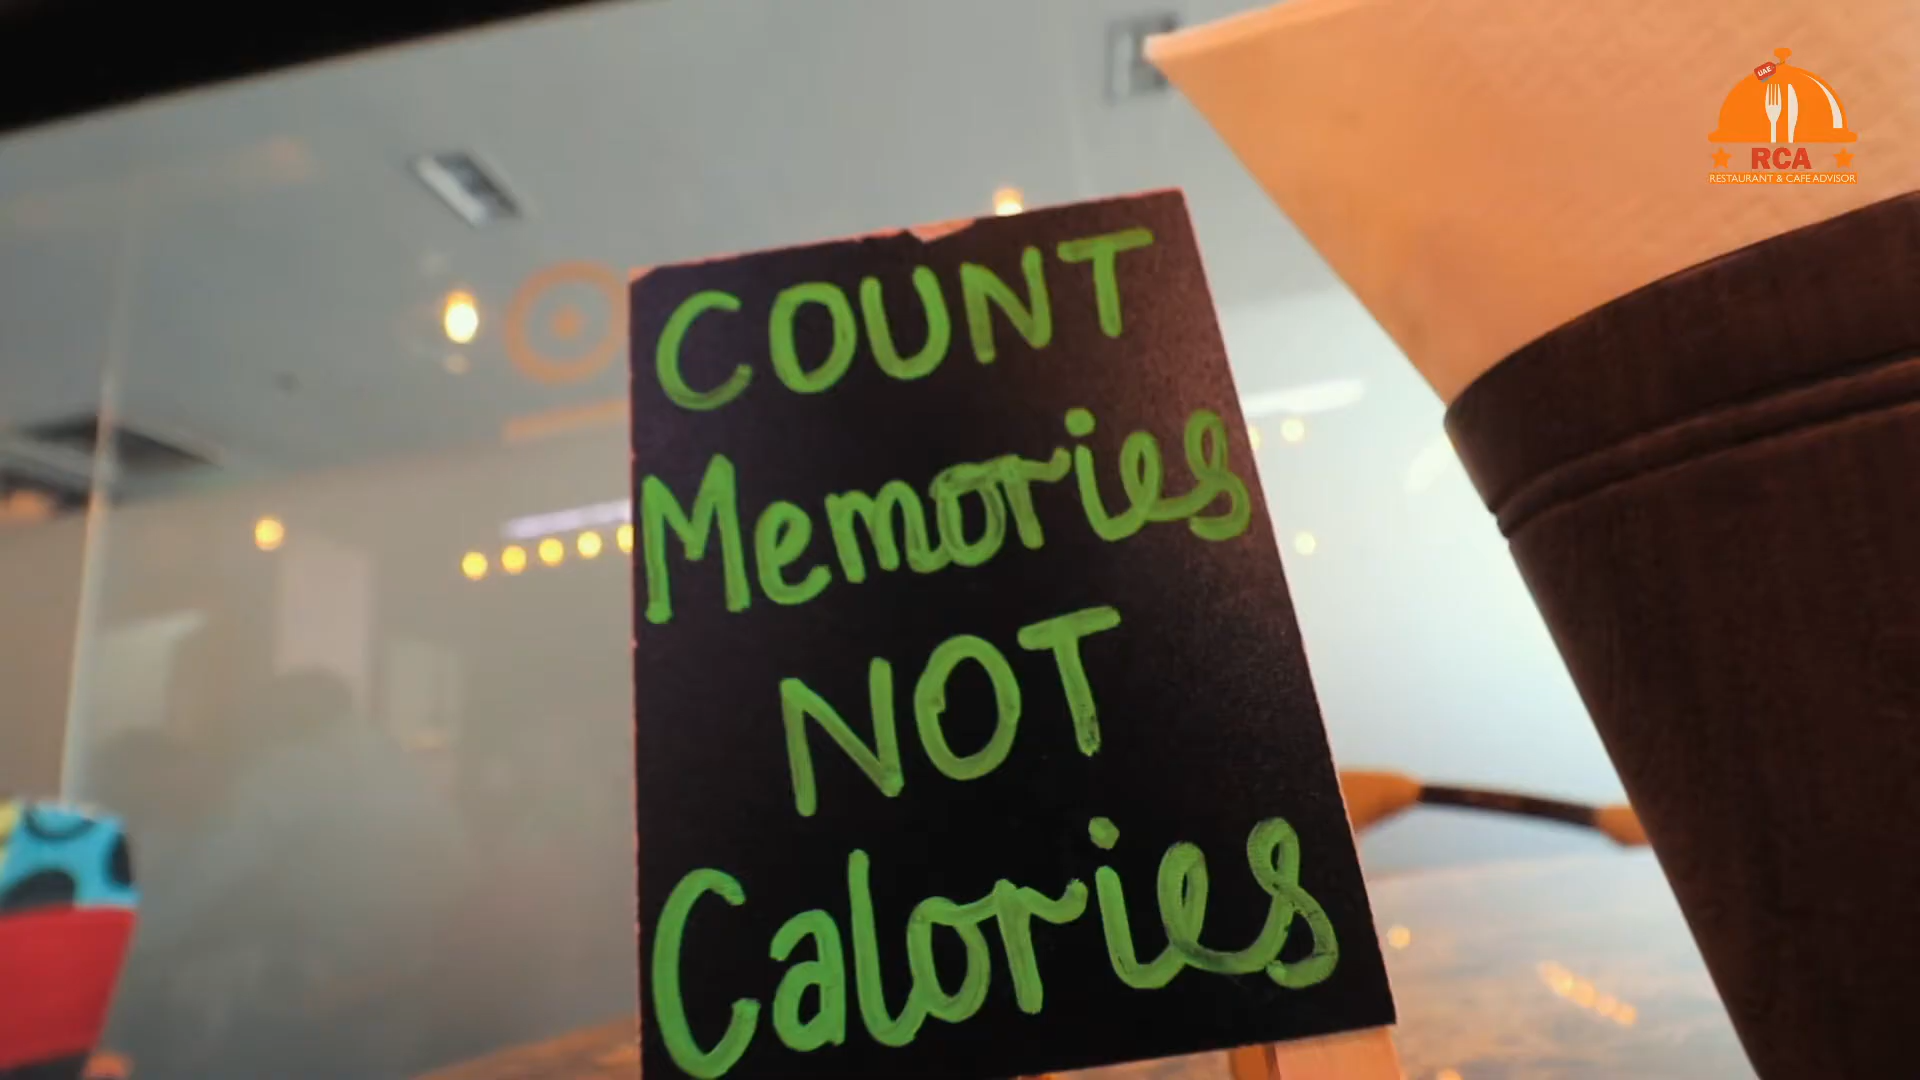 UAE
RCA
RESTAURANT & CAFE ADVISOR
COUNT
Memories
NOT
Calories